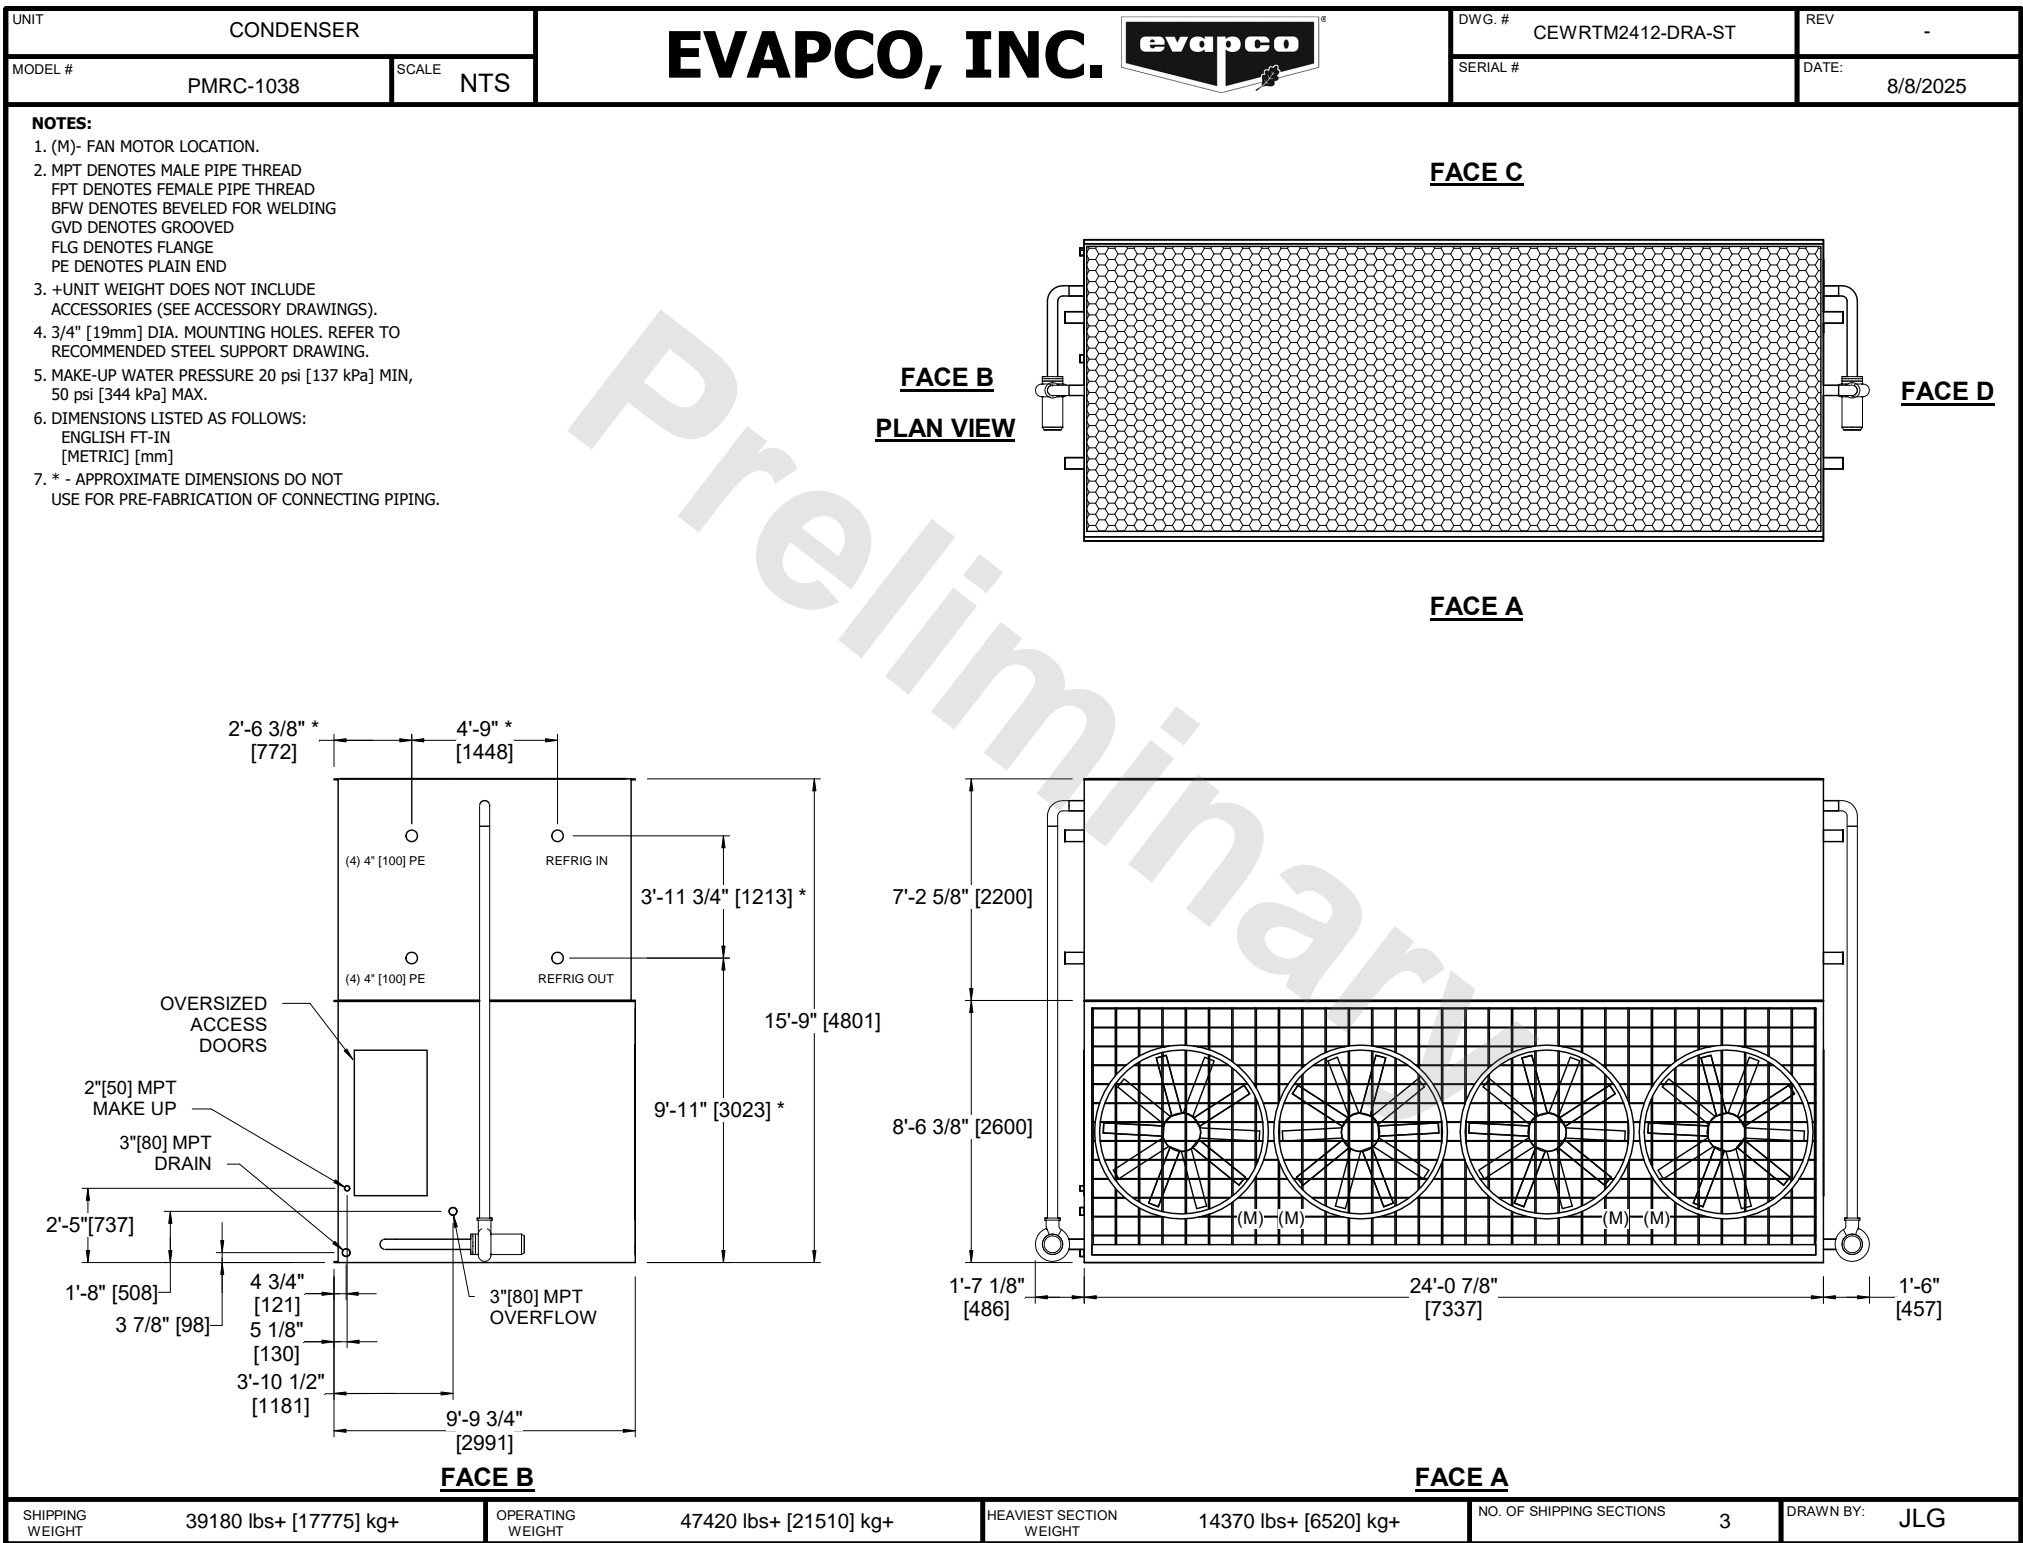 UNIT
CONDENSER
MODEL #
PMRC-1038
SCALE
NTS
EVAPCO, INC.
evapco
®
DWG. #
CEWRTM2412-DRA-ST
REV
-
SERIAL #
DATE:
8/8/2025
NOTES:
1. (M)- FAN MOTOR LOCATION.
2. MPT DENOTES MALE PIPE THREAD
FPT DENOTES FEMALE PIPE THREAD
BFW DENOTES BEVELED FOR WELDING
GVD DENOTES GROOVED
FLG DENOTES FLANGE
PE DENOTES PLAIN END
3. +UNIT WEIGHT DOES NOT INCLUDE
ACCESSORIES (SEE ACCESSORY DRAWINGS).
4. 3/4" [19mm] DIA. MOUNTING HOLES. REFER TO
RECOMMENDED STEEL SUPPORT DRAWING.
5. MAKE-UP WATER PRESSURE 20 psi [137 kPa] MIN,
50 psi [344 kPa] MAX.
6. DIMENSIONS LISTED AS FOLLOWS:
ENGLISH FT-IN
[METRIC] [mm]
7. * - APPROXIMATE DIMENSIONS DO NOT
USE FOR PRE-FABRICATION OF CONNECTING PIPING.
FACE C
FACE B
PLAN VIEW
FACE D
FACE A
Preliminary
2'-6 3/8" *
[772]
4'-9" *
[1448]
(4) 4" [100] PE
REFRIG IN
3'-11 3/4" [1213] *
(4) 4" [100] PE
REFRIG OUT
OVERSIZED
ACCESS
DOORS
15'-9" [4801]
2"[50] MPT
MAKE UP
3"[80] MPT
DRAIN
9'-11" [3023] *
2'-5"[737]
1'-8" [508]
3 7/8" [98]
4 3/4"
[121]
5 1/8"
[130]
3"[80] MPT
OVERFLOW
3'-10 1/2"
[1181]
9'-9 3/4"
[2991]
FACE B
7'-2 5/8" [2200]
8'-6 3/8" [2600]
(M)
(M)
(M)
(M)
1'-7 1/8"
[486]
24'-0 7/8"
[7337]
1'-6"
[457]
FACE A
SHIPPING
WEIGHT
39180 lbs+ [17775] kg+
OPERATING
WEIGHT
47420 lbs+ [21510] kg+
HEAVIEST SECTION
WEIGHT
14370 lbs+ [6520] kg+
NO. OF SHIPPING SECTIONS
3
DRAWN BY:
JLG